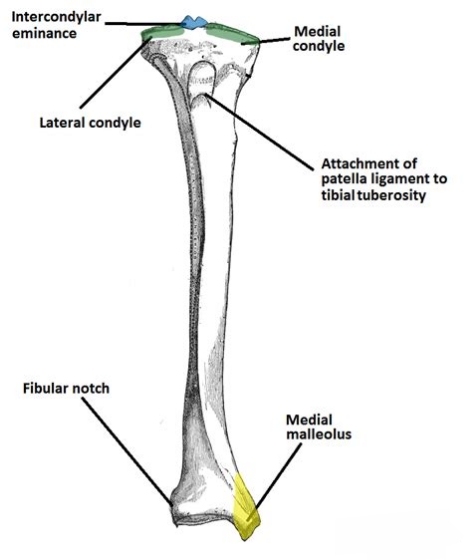 Intercondylar
eminance
Medial
condyle
Lateral condyle
Attachment of
patella ligament to
tibial tuberosity
Fibular notch
Medial
malleolus